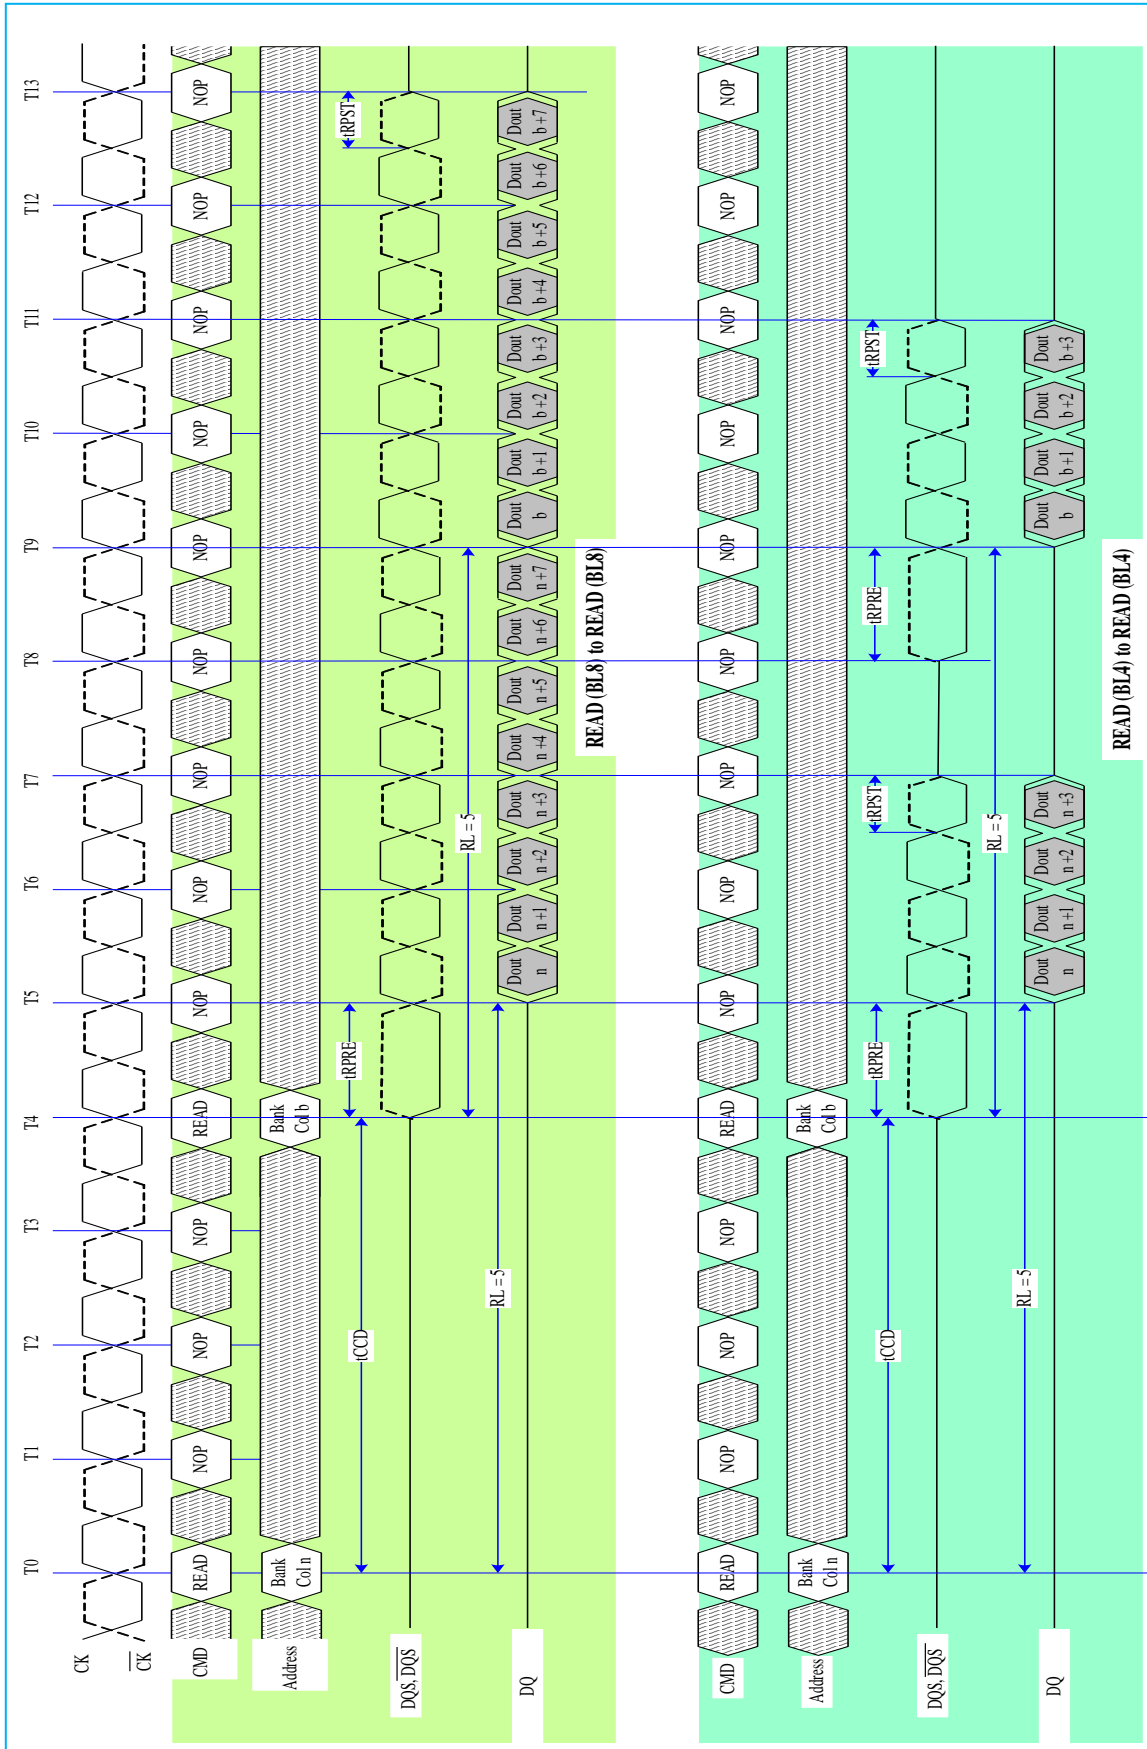 T0 T1 T2 T3 T4 T5 T6 T7 T8 T9 T10 T11 T12 T13
CK
CK
CMD READ NOP NOP NOP READ NOP NOP NOP NOP NOP NOP NOP NOP NOP
Address Bank Col n Bank Col b
tCCD tRPRE tRPST
DQS, DQS
RL = 5
RL = 5
DQ Dout n Dout n+1 Dout n+2 Dout n+3 Dout n+4 Dout n+5 Dout n+6 Dout n+7 Dout b Dout b+1 Dout b+2 Dout b+3 Dout b+4 Dout b+5 Dout b+6 Dout b+7
READ (BL8) to READ (BL8)
CMD READ NOP NOP NOP READ NOP NOP NOP NOP NOP NOP NOP NOP NOP
Address Bank Col n Bank Col b
tCCD tRPRE tRPST tRPRE tRPST
DQS, DQS
RL = 5
RL = 5
DQ Dout n Dout n+1 Dout n+2 Dout n+3 Dout b Dout b+1 Dout b+2 Dout b+3
READ (BL4) to READ (BL4)